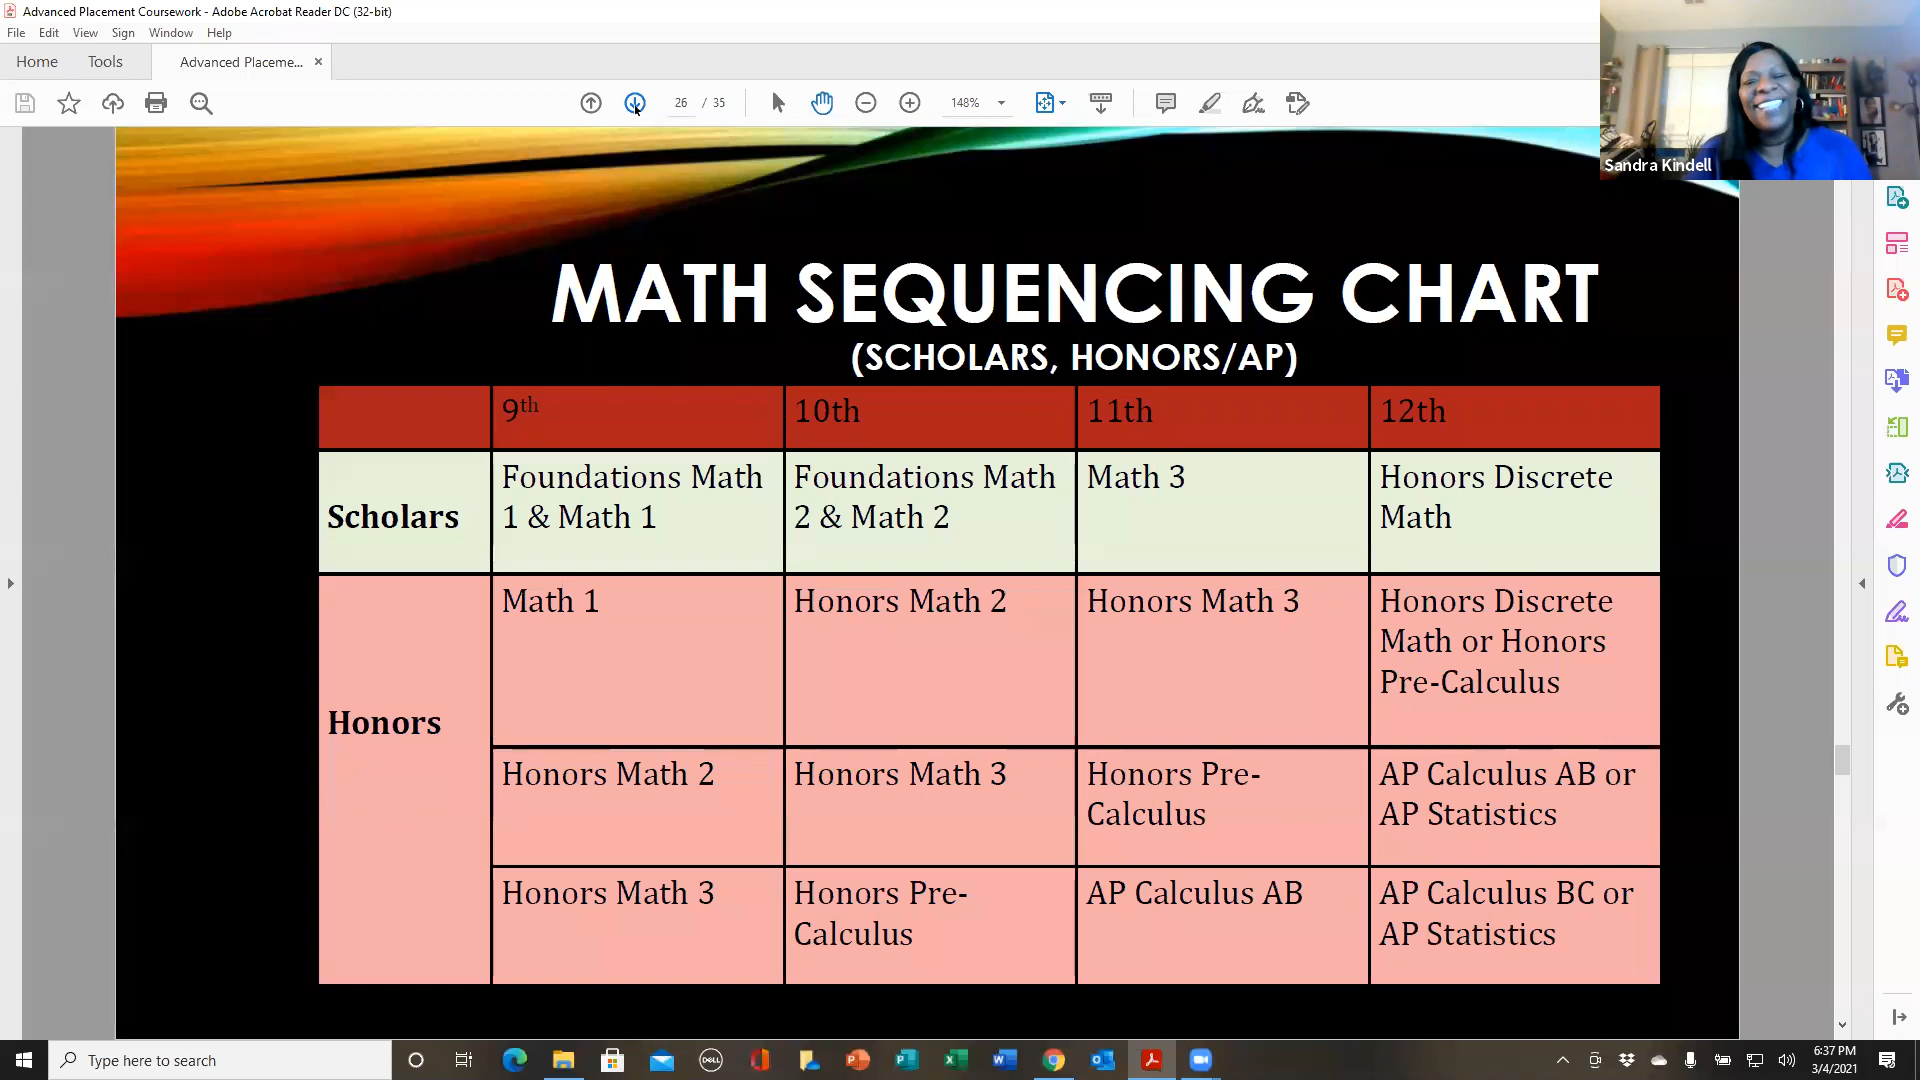 Advanced Placement Coursework - Adobe Acrobat Reader DC (32-bit)
File Edit View Sign Window Help
Home Tools Advanced Placeme... ×
26 / 35 148%
Sandra Kindell
MATH SEQUENCING CHART
(SCHOLARS, HONORS/AP)
9th 10th 11th 12th
Scholars
Foundations Math
1 & Math 1
Foundations Math
2 & Math 2
Math 3
Honors Discrete
Math
Honors
Math 1
Honors Math 2
Honors Math 3
Honors Discrete
Math or Honors
Pre-Calculus
Honors Math 2
Honors Math 3
Honors Pre-
Calculus
AP Calculus AB or
AP Statistics
Honors Math 3
Honors Pre-
Calculus
AP Calculus AB
AP Calculus BC or
AP Statistics
Type here to search
DELL
6:37 PM
3/4/2021